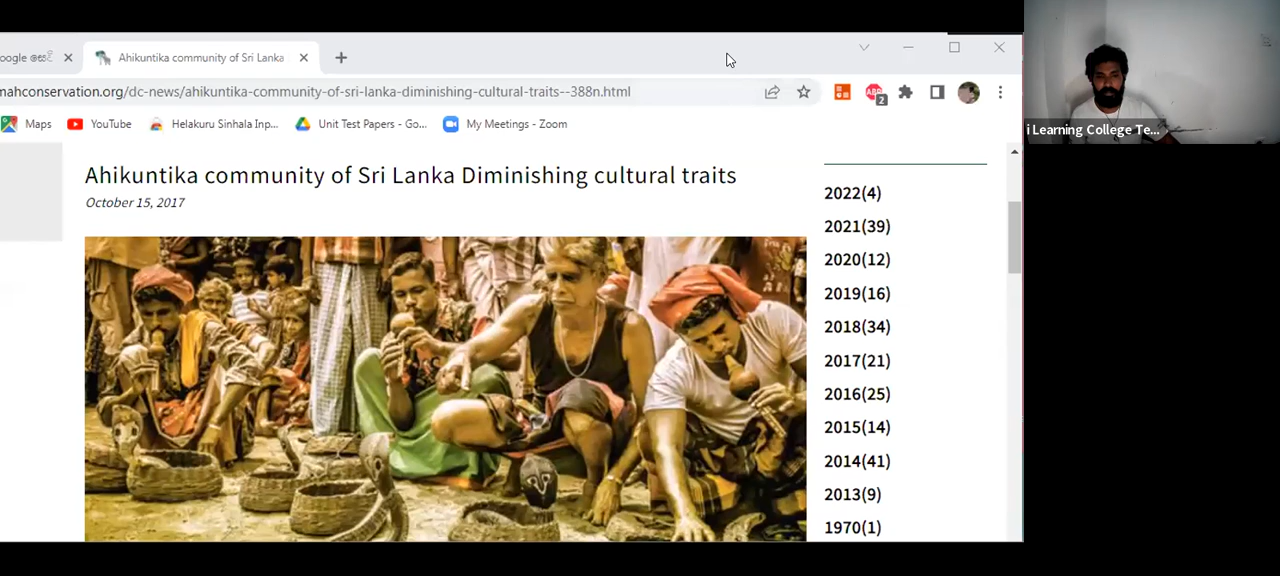 oogle සෙවී
Ahikuntika community of Sri Lanka
mahconservation.org/dc-news/ahikuntika-community-of-sri-lanka-diminishing-cultural-traits--388n.html
ABP
2
Maps
YouTube
Helakuru Sinhala Inp...
Unit Test Papers - Go...
My Meetings - Zoom
i Learning College Te...
Ahikuntika community of Sri Lanka Diminishing cultural traits
October 15, 2017
2022(4)
2021(39)
2020(12)
2019(16)
2018(34)
2017(21)
2016(25)
2015(14)
2014(41)
2013(9)
1970(1)